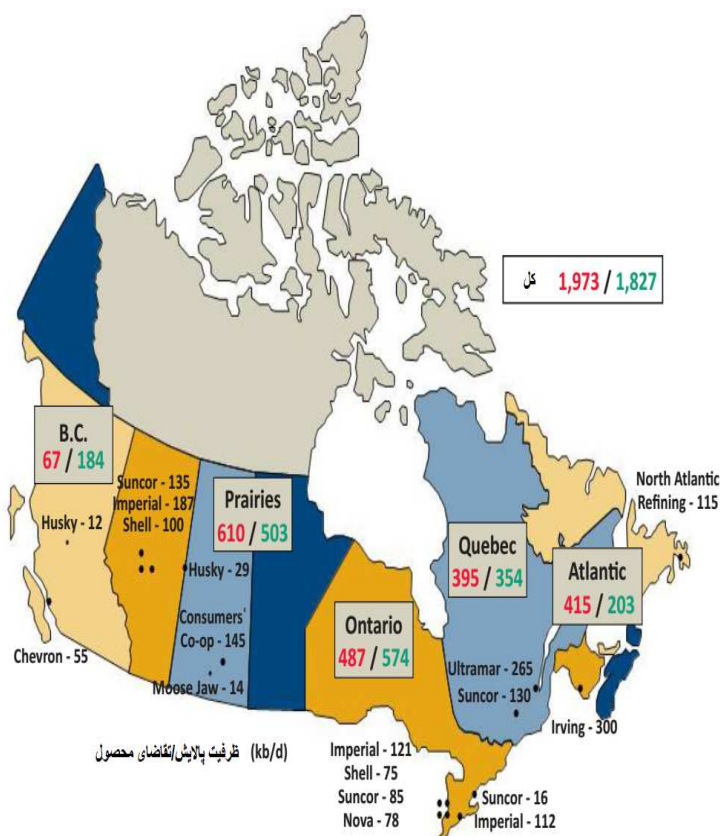 کل 1,973 / 1,827
B.C.
67 / 184
Suncor - 135
Imperial - 187
Shell - 100
Prairies
610 / 503
North Atlantic
Refining - 115
Husky - 12
Husky - 29
Quebec
395 / 354
Atlantic
415 / 203
Consumers'
Co-op - 145
Ontario
487 / 574
Chevron - 55
Moose Jaw - 14
Ultramar - 265
Suncor - 130
Irving - 300
ظرفیت پالایش/تقاضای محصول (kb/d)
Imperial - 121
Shell - 75
Suncor - 85
Nova - 78
Suncor - 16
Imperial - 112